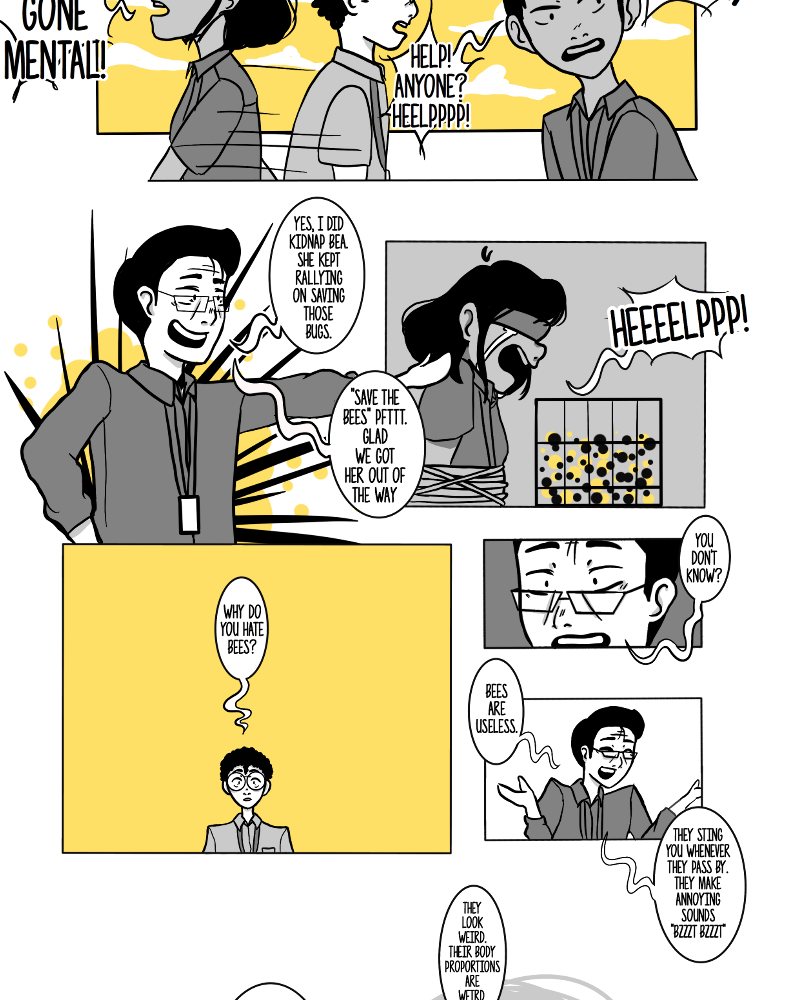 GONE
MENTAL!!
HELP!
ANYONE?
HEELPPPP!
YES, I DID
KIDNAP BEA.
SHE KEPT
RALLYING
ON SAVING
THOSE
BUGS.
"SAVE THE
BEES" PFTTT.
GLAD
WE GOT
HER OUT OF
THE WAY
HEEEELPPP!
WHY DO
YOU HATE
BEES?
YOU
DON'T
KNOW?
BEES
ARE
USELESS.
THEY STING
YOU WHENEVER
THEY PASS BY.
THEY MAKE
ANNOYING
SOUNDS
"BZZZT BZZZT"
THEY
LOOK
WEIRD.
THEIR BODY
PROPORTIONS
ARE
WEIRD